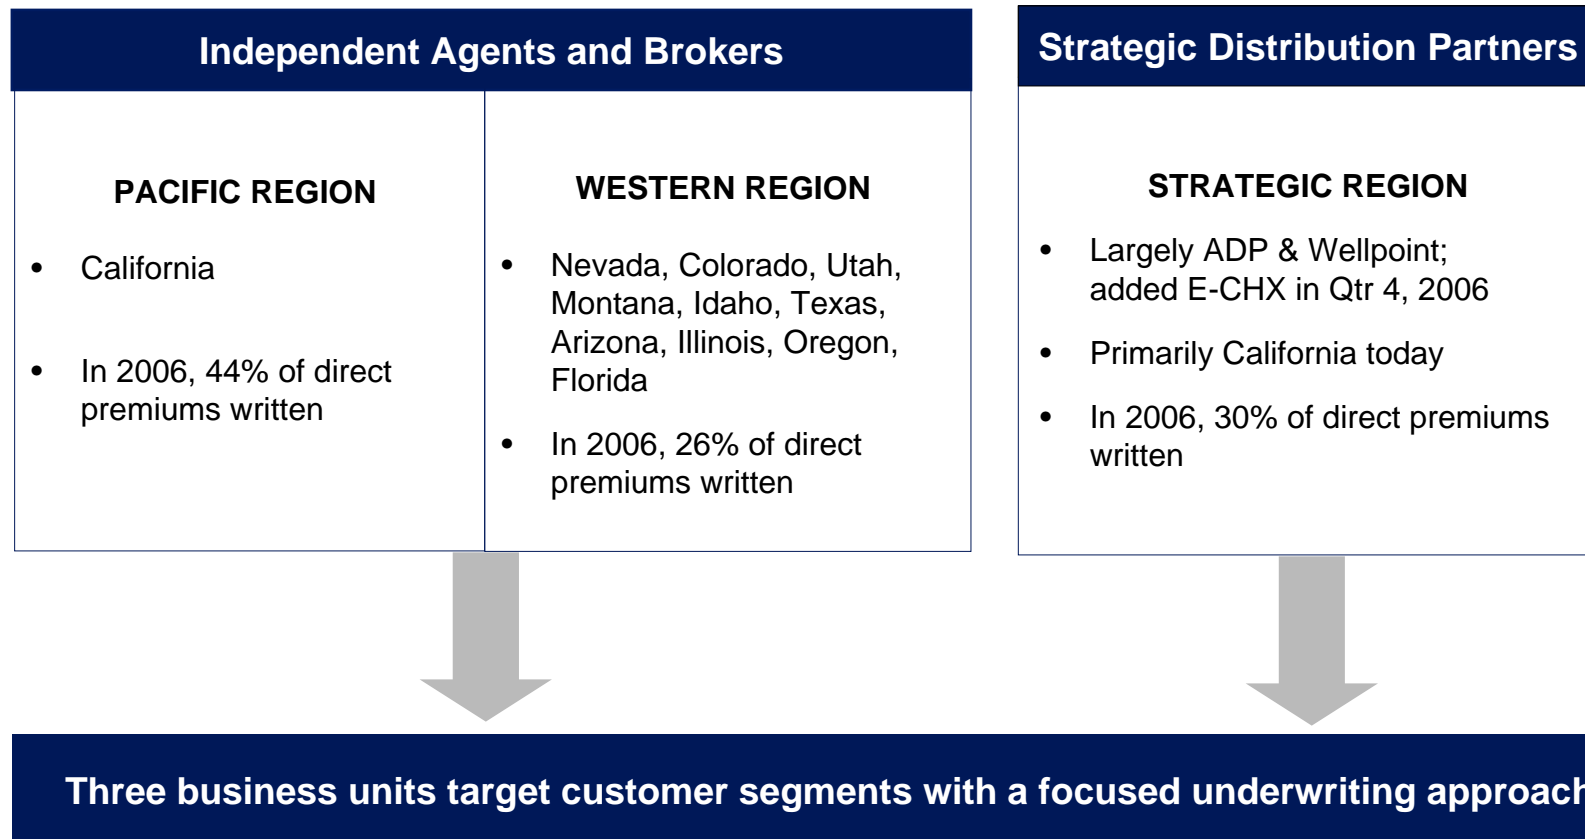 Independent Agents and Brokers
PACIFIC REGION
• California
• In 2006, 44% of direct
premiums written
WESTERN REGION
• Nevada, Colorado, Utah,
Montana, Idaho, Texas,
Arizona, Illinois, Oregon,
Florida
• In 2006, 26% of direct
premiums written
Strategic Distribution Partners
STRATEGIC REGION
• Largely ADP & Wellpoint;
added E-CHX in Qtr 4, 2006
• Primarily California today
• In 2006, 30% of direct premiums
written
Three business units target customer segments with a focused underwriting approach